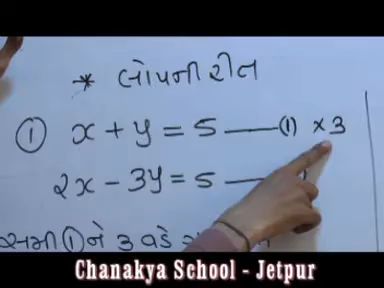 * લોપની રીત
① x + y = 5 —— (1) × 3
2x - 3y = 5 ——
સમી ① ને 3 વડે
Chanakya School - Jetpur